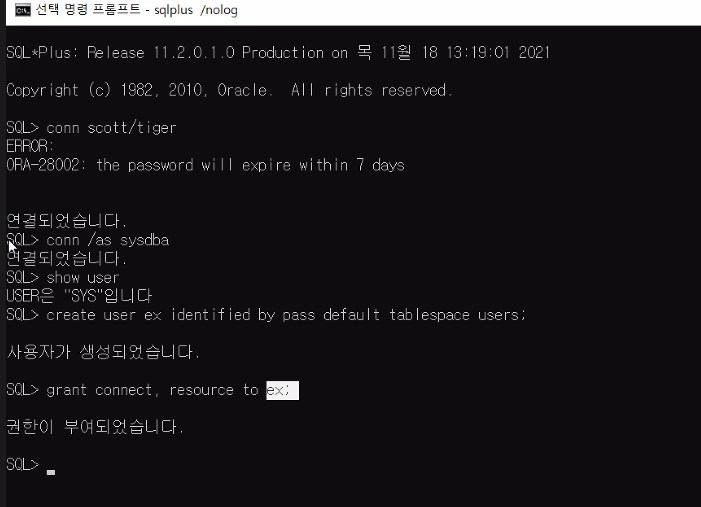 선택 명령 프롬프트 - sqlplus /nolog
SQL*Plus: Release 11.2.0.1.0 Production on 목 11월 18 13:19:01 2021
Copyright (c) 1982, 2010, Oracle.  All rights reserved.
SQL> conn scott/tiger
ERROR:
ORA-28002: the password will expire within 7 days
연결되었습니다.
SQL> conn /as sysdba
연결되었습니다.
SQL> show user
USER은 "SYS"입니다
SQL> create user ex identified by pass default tablespace users;
사용자가 생성되었습니다.
SQL> grant connect, resource to ex;
권한이 부여되었습니다.
SQL>